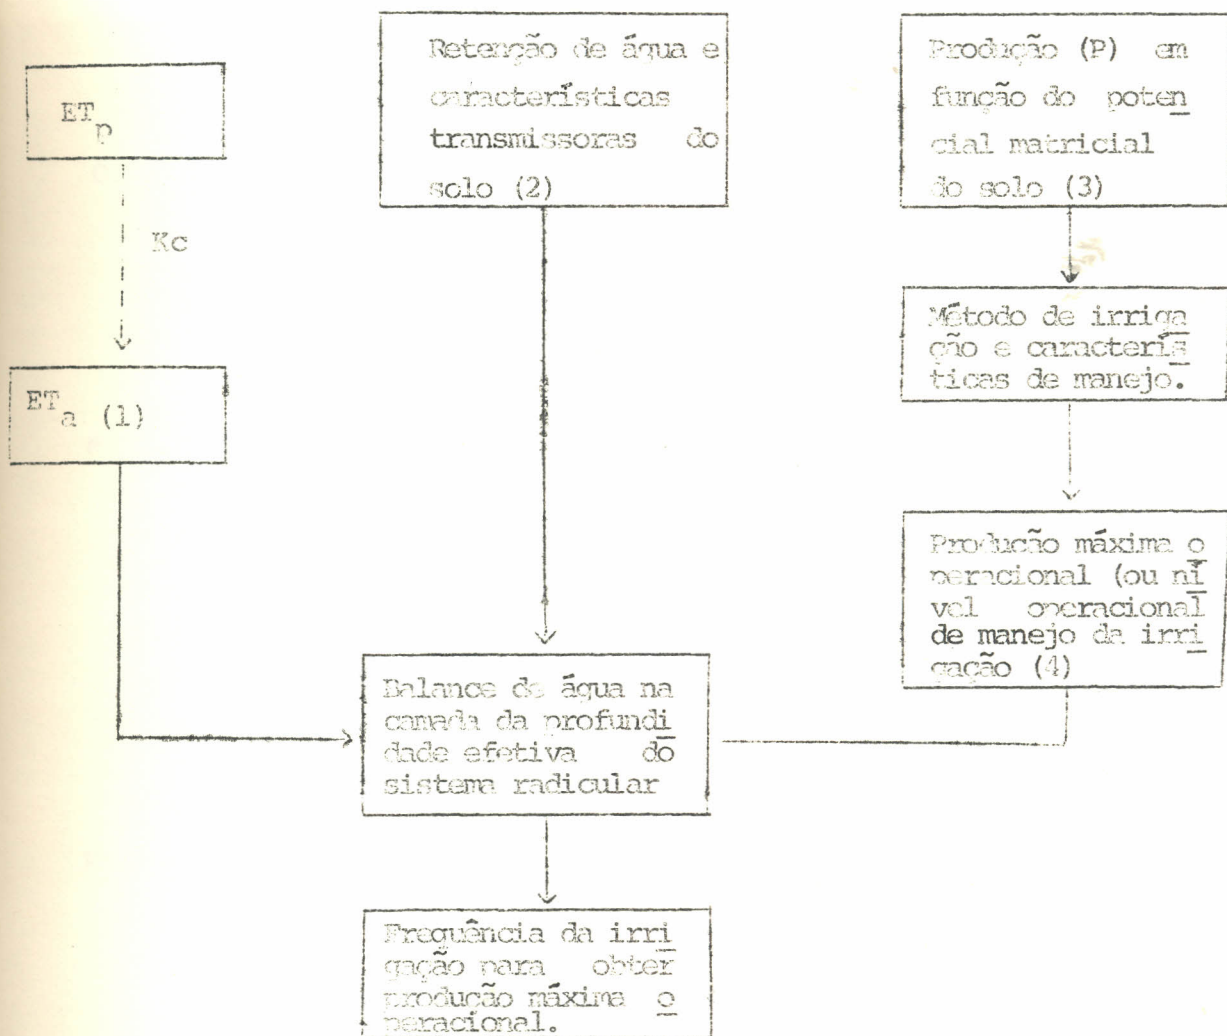 ETp
Kc
ETa (1)
Retenção de água e
características
transmissoras do
solo (2)
Produção (P) em
função do poten
cial matricial
do solo (3)
Método de irriga
ção e caracterís
ticas de manejo.
Produção máxima o
peracional (ou ní
vel operacional
de manejo da irri
gação (4)
Balance de água na
camada da profundi
dade efetiva do
sistema radicular
Frequência da irri
gação para obter
produção máxima o
peracional.